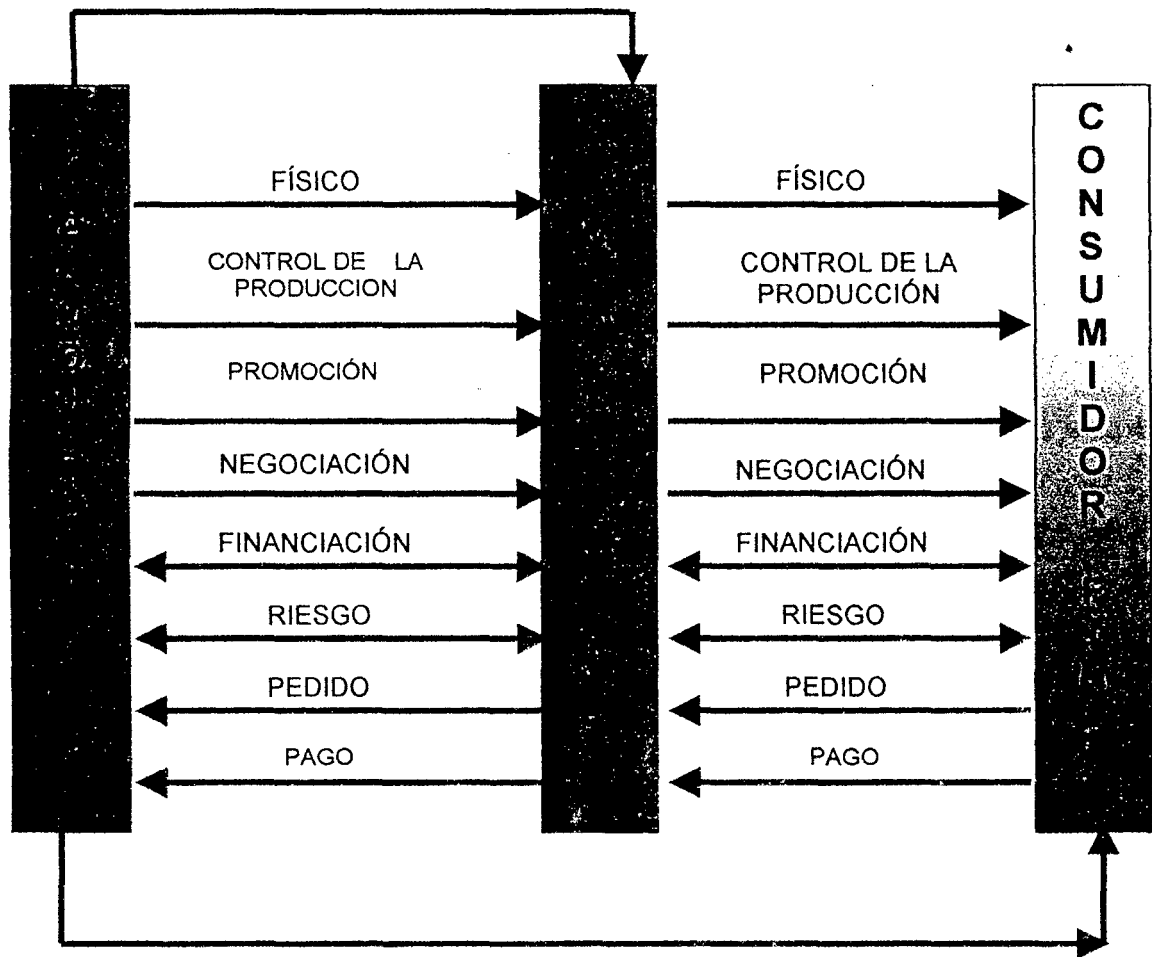 FÍSICO
CONTROL DE LA
PRODUCCION
PROMOCIÓN
NEGOCIACIÓN
FINANCIACIÓN
RIESGO
PEDIDO
PAGO
FÍSICO
CONTROL DE LA
PRODUCCIÓN
PROMOCIÓN
NEGOCIACIÓN
FINANCIACIÓN
RIESGO
PEDIDO
PAGO
CONSUMIDOR